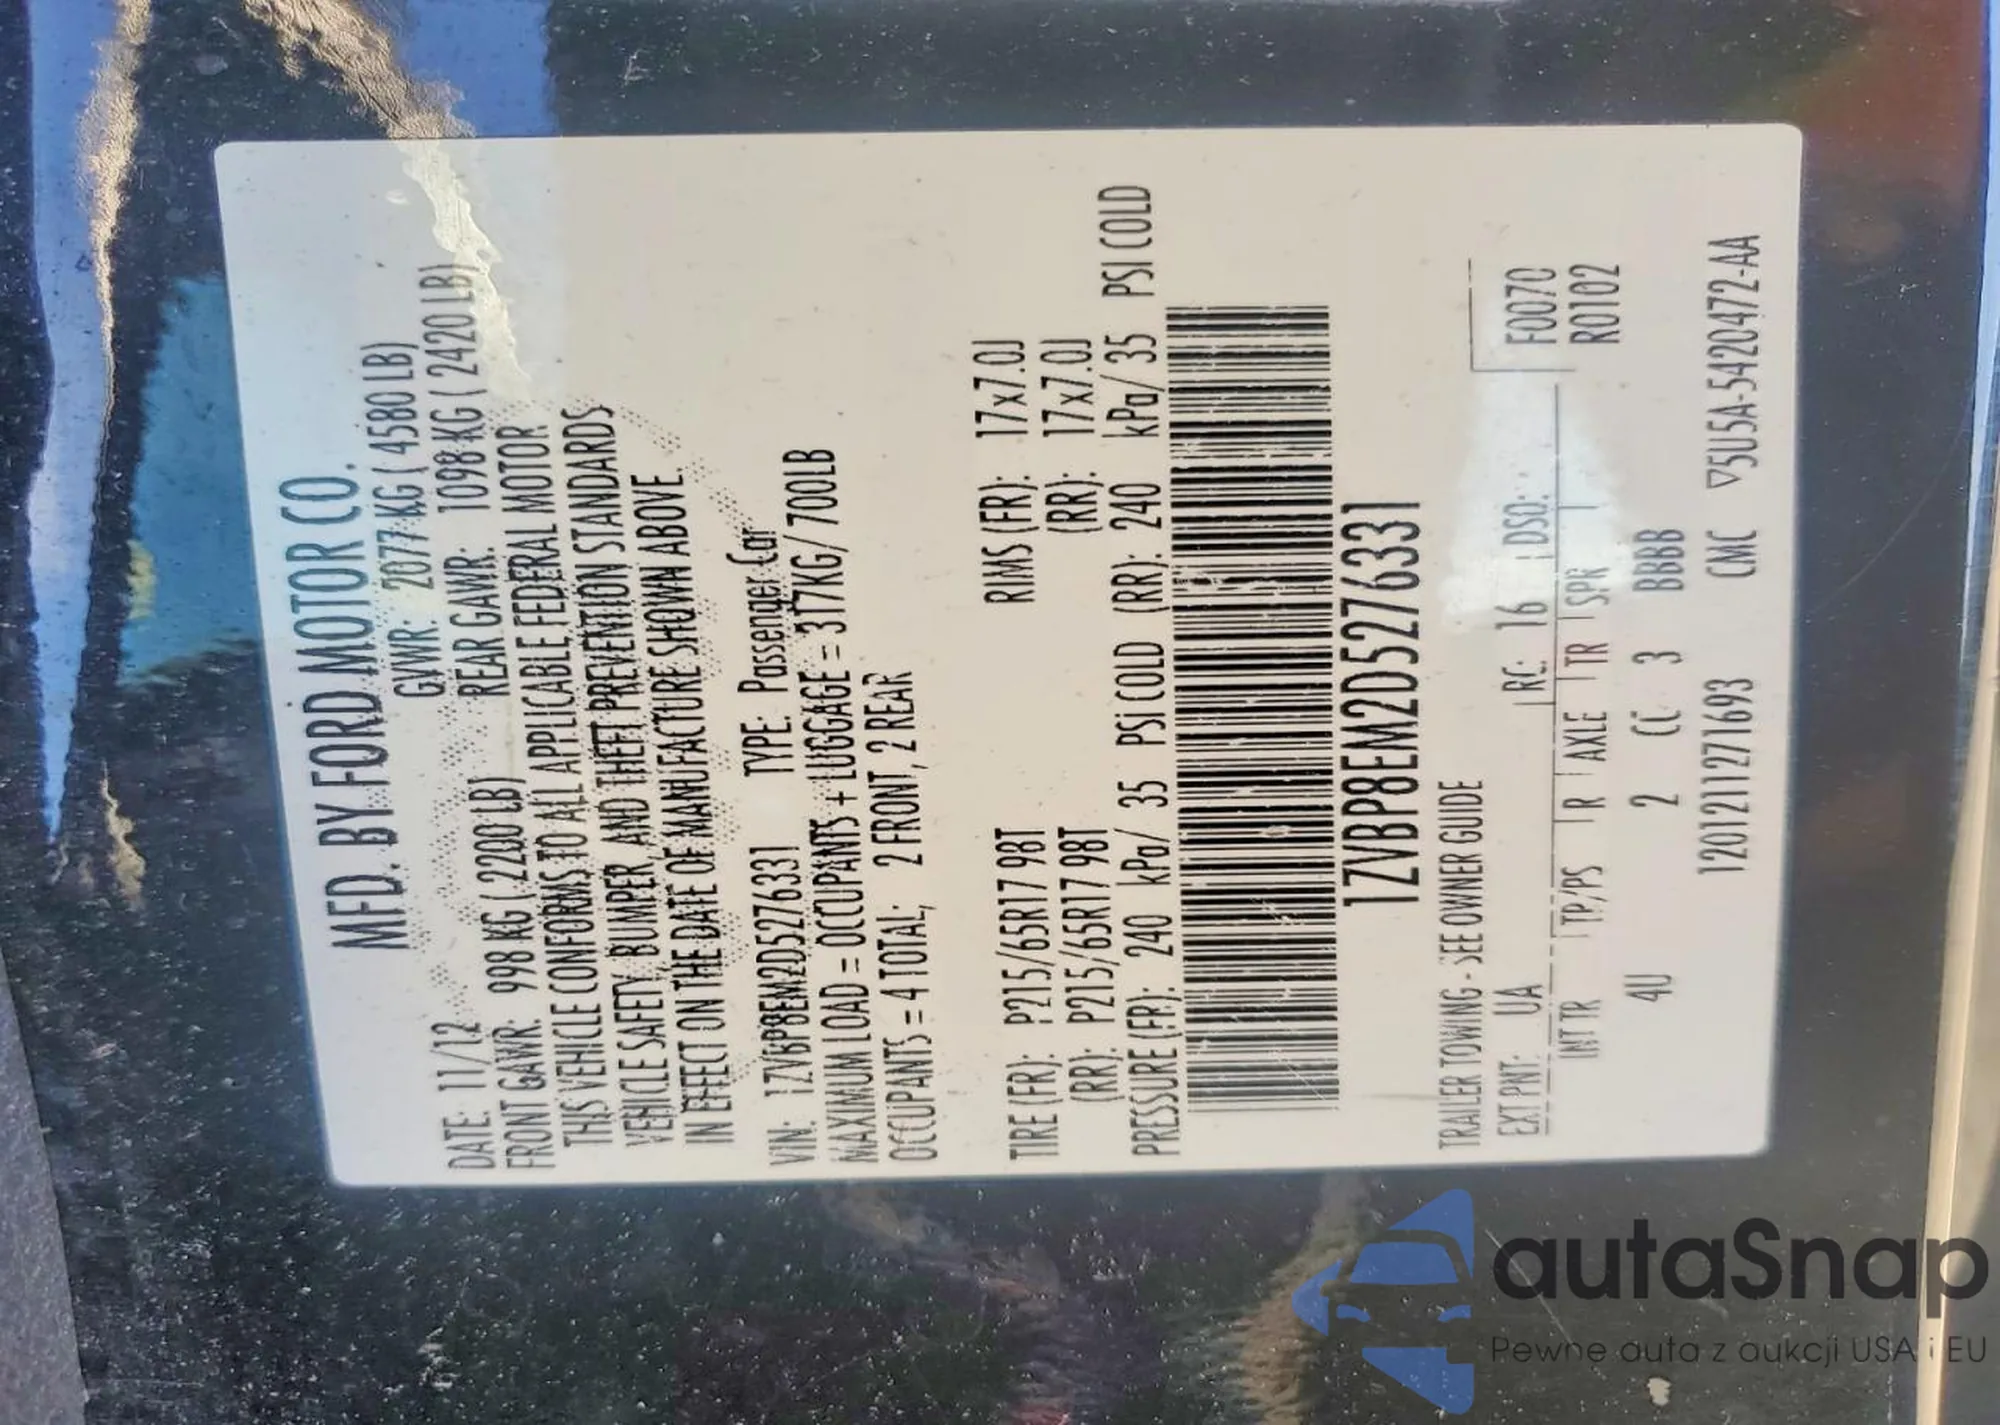 MFD. BY FORD MOTOR CO.
DATE: 11/12 GVWR: 2077 KG ( 4580 LB)
FRONT GAWR: 998 KG ( 2200 LB) REAR GAWR: 1098 KG ( 2420 LB)
THIS VEHICLE CONFORMS TO ALL APPLICABLE FEDERAL MOTOR
VEHICLE SAFETY, BUMPER, AND THEFT PREVENTION STANDARDS
IN EFFECT ON THE DATE OF MANUFACTURE SHOWN ABOVE.
VIN: 1ZVBP8EM2D5276331 TYPE: Passenger Car
MAXIMUM LOAD = OCCUPANTS + LUGGAGE = 317KG/ 700LB
OCCUPANTS = 4 TOTAL; 2 FRONT, 2 REAR
TIRE (FR): P215/65R17 98T RIMS (FR): 17x7.0J
(RR): P215/65R17 98T (RR): 17x7.0J
PRESSURE (FR): 240 kPa/ 35 PSI COLD (RR): 240 kPa/ 35 PSI COLD
1ZVBP8EM2D5276331
TRAILER TOWING - SEE OWNER GUIDE
EXT PNT: UA RC: 16 DSO: F0070
INT TR TP/PS R AXLE TR SPR R0102
4U 2 CC 3 BBBB
1201211271693 CMC ▽5U5A-5420472-AA
autaSnap
Pewne auta z aukcji USA i EU